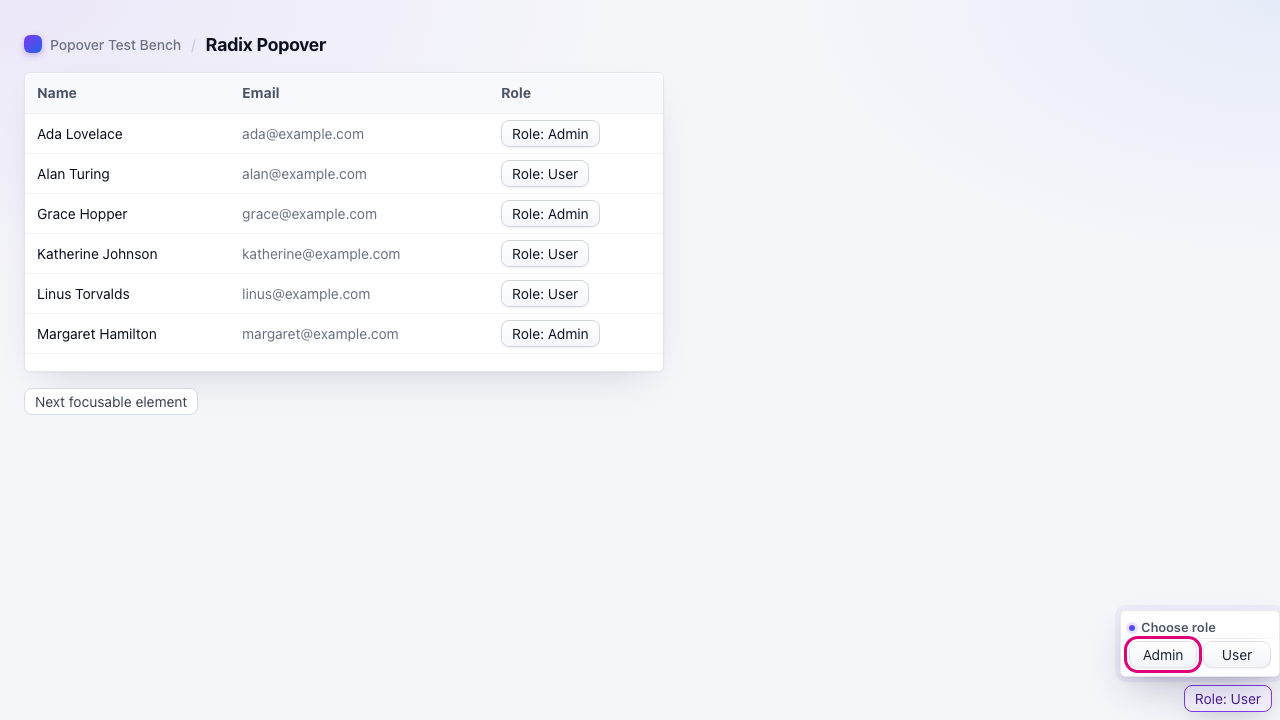 Popover Test Bench / Radix Popover
Name Email Role
Ada Lovelace ada@example.com Role: Admin
Alan Turing alan@example.com Role: User
Grace Hopper grace@example.com Role: Admin
Katherine Johnson katherine@example.com Role: User
Linus Torvalds linus@example.com Role: User
Margaret Hamilton margaret@example.com Role: Admin
Next focusable element
Choose role
Admin User
Role: User